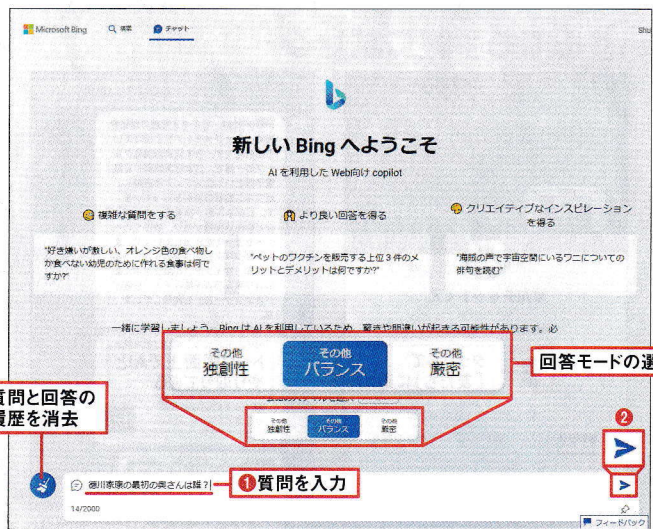 Microsoft Bing
検索
チャット
Shu
新しい Bing へようこそ
AI を利用した Web向け copilot
複雑な質問をする
"好き嫌いが激しい、オレンジ色の食べ物し
か食べない幼児のために作れる食事は何で
すか?"
より良い回答を得る
"ペットのワクチンを販売する上位 3 件のメ
リットとデメリットは何ですか?"
クリエイティブなインスピレーション
を得る
"海賊の声で宇宙空間にいるワニについての
俳句を読む"
一緒に学習しましょう。Bing は AI を利用しているため、驚きや間違いが起きる可能性があります。必
その他
独創性
その他
バランス
その他
厳密
回答モードの選
その他
独創性
その他
バランス
その他
厳密
質問と回答の
履歴を消去
徳川家康の最初の奥さんは誰?
❶質問を入力
❷
14/2000
フィードバック